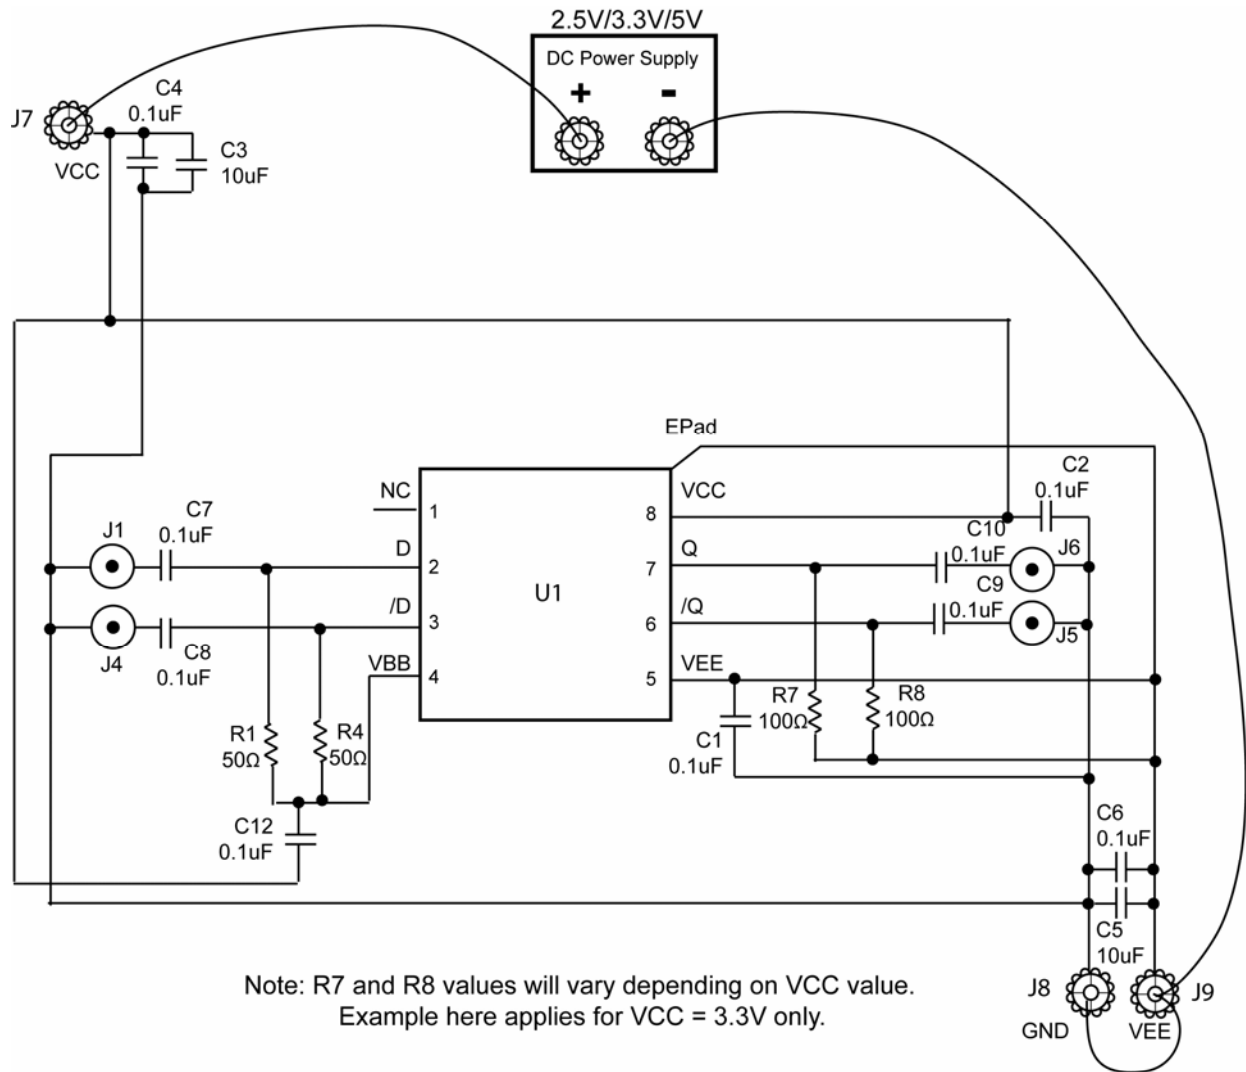 2.5V/3.3V/5V
DC Power Supply
+ -
J7
C4
0.1uF
VCC
C3
10uF
EPad
NC
1
C7
0.1uF
J1
D
2
/D
3
J4
C8
0.1uF
VBB
4
U1
VCC
8
C2
0.1uF
Q
7
C10
0.1uF
J6
/Q
6
C9
0.1uF
J5
VEE
5
R7
100Ω
R8
100Ω
C1
0.1uF
R1
50Ω
R4
50Ω
C12
0.1uF
C6
0.1uF
C5
10uF
J8
GND
J9
VEE
Note: R7 and R8 values will vary depending on VCC value.
Example here applies for VCC = 3.3V only.